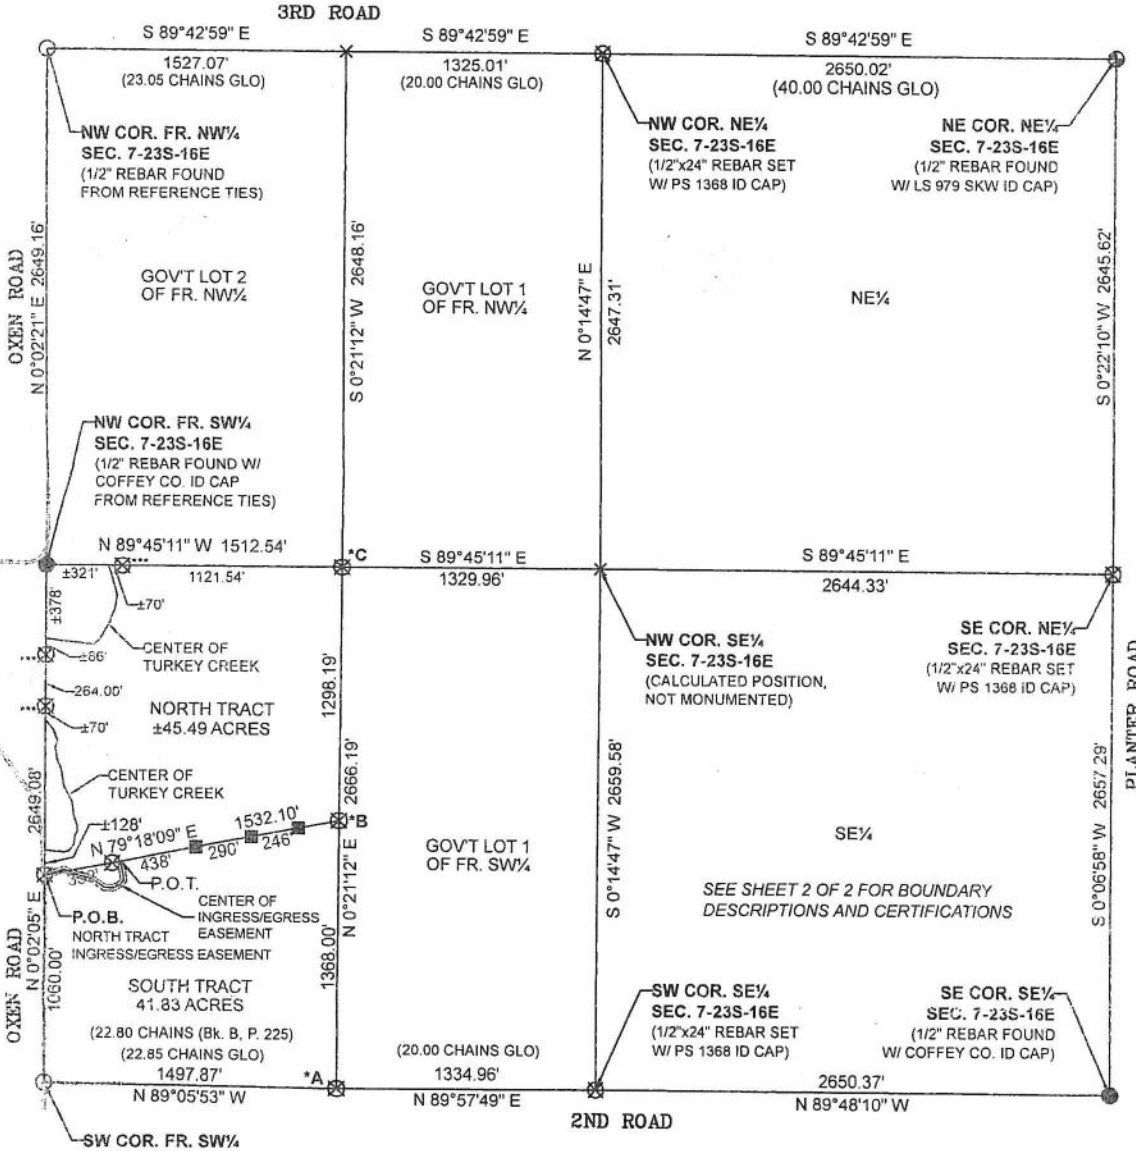 3RD ROAD
S 89°42'59" E
1527.07'
(23.05 CHAINS GLO)
S 89°42'59" E
1325.01'
(20.00 CHAINS GLO)
S 89°42'59" E
2650.02'
(40.00 CHAINS GLO)
NW COR. FR. NW¼
SEC. 7-23S-16E
(1/2" REBAR FOUND
FROM REFERENCE TIES)
NW COR. NE¼
SEC. 7-23S-16E
(1/2"x24" REBAR SET
W/ PS 1368 ID CAP)
NE COR. NE¼
SEC. 7-23S-16E
(1/2" REBAR FOUND
W/ LS 979 SKW ID CAP)
OXEN ROAD
N 0°02'21" E 2649.16'
GOV'T LOT 2
OF FR. NW¼
S 0°21'12" W 2648.16'
GOV'T LOT 1
OF FR. NW¼
N 0°14'47" E
2647.31'
NE¼
S 0°22'10" W 2645.62'
NW COR. FR. SW¼
SEC. 7-23S-16E
(1/2" REBAR FOUND W/
COFFEY CO. ID CAP
FROM REFERENCE TIES)
N 89°45'11" W 1512.54'
±321'
1121.54'
*C
S 89°45'11" E
1329.96'
S 89°45'11" E
2644.33'
±378'
±70'
CENTER OF
TURKEY CREEK
±86'
264.00'
NORTH TRACT
±45.49 ACRES
±70'
CENTER OF
TURKEY CREEK
1298.19'
NW COR. SE¼
SEC. 7-23S-16E
(CALCULATED POSITION,
NOT MONUMENTED)
SE COR. NE¼
SEC. 7-23S-16E
(1/2"x24" REBAR SET
W/ PS 1368 ID CAP)
PLANTER ROAD
2649.08'
±128'
N 79°18'09" E
1532.10'
438'
290'
246'
*B
P.O.T.
2666.19'
N 0°21'12" E
GOV'T LOT 1
OF FR. SW¼
S 0°14'47" W 2659.58'
SE¼
S 0°06'58" W 2657.29'
SEE SHEET 2 OF 2 FOR BOUNDARY
DESCRIPTIONS AND CERTIFICATIONS
P.O.B.
NORTH TRACT
INGRESS/EGRESS EASEMENT
CENTER OF
INGRESS/EGRESS
EASEMENT
OXEN ROAD
N 0°02'05" E
1060.00'
SOUTH TRACT
41.83 ACRES
1368.00'
(22.80 CHAINS (Bk. B, P. 225)
(22.85 CHAINS GLO)
1497.87'
N 89°05'53" W
*A
(20.00 CHAINS GLO)
1334.96'
N 89°57'49" E
SW COR. SE¼
SEC. 7-23S-16E
(1/2"x24" REBAR SET
W/ PS 1368 ID CAP)
SE COR. SE¼
SEC. 7-23S-16E
(1/2" REBAR FOUND
W/ COFFEY CO. ID CAP)
2650.37'
N 89°48'10" W
2ND ROAD
SW COR. FR. SW¼